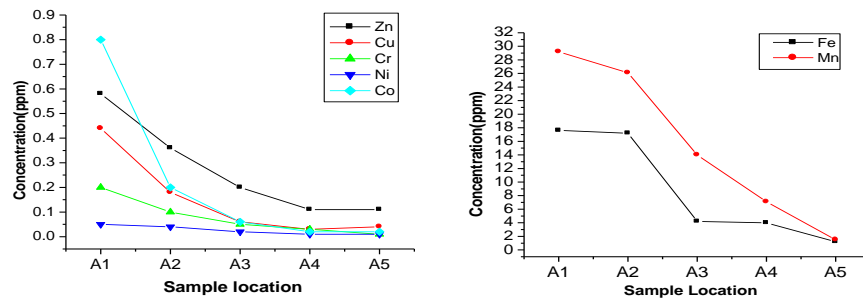 0.9
0.8
0.7
0.6
0.5
0.4
0.3
0.2
0.1
0.0
Concentration(ppm)
Zn
Cu
Cr
Ni
Co
A1 A2 A3 A4 A5
Sample location
32
30
28
26
24
22
20
18
16
14
12
10
8
6
4
2
0
Concentration(ppm)
Fe
Mn
A1 A2 A3 A4 A5
Sample Location